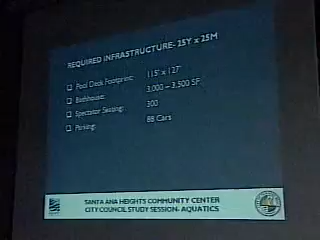 REQUIRED INFRASTRUCTURE- 25Y x 25M
Pool Deck Footprint: 115' x 127'
Bathhouse: 3,000 – 3,500 SF
Spectator Seating: 300
Parking: 88 Cars
SANTA ANA HEIGHTS COMMUNITY CENTER
CITY COUNCIL STUDY SESSION- AQUATICS